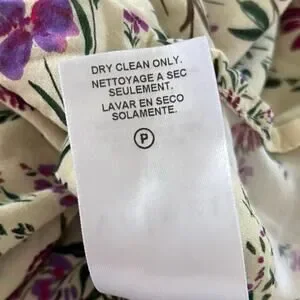 DRY CLEAN ONLY.
NETTOYAGE A SEC
SEULEMENT.
LAVAR EN SECO
SOLAMENTE.
P